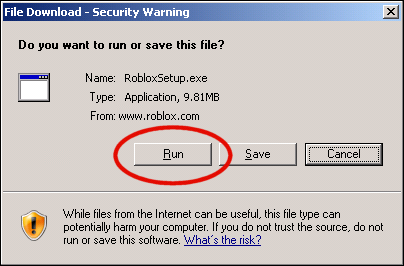 File Download - Security Warning
Do you want to run or save this file?
Name: RobloxSetup.exe
Type: Application, 9.81MB
From: www.roblox.com
Run Save Cancel
While files from the Internet can be useful, this file type can
potentially harm your computer. If you do not trust the source, do not
run or save this software. What's the risk?